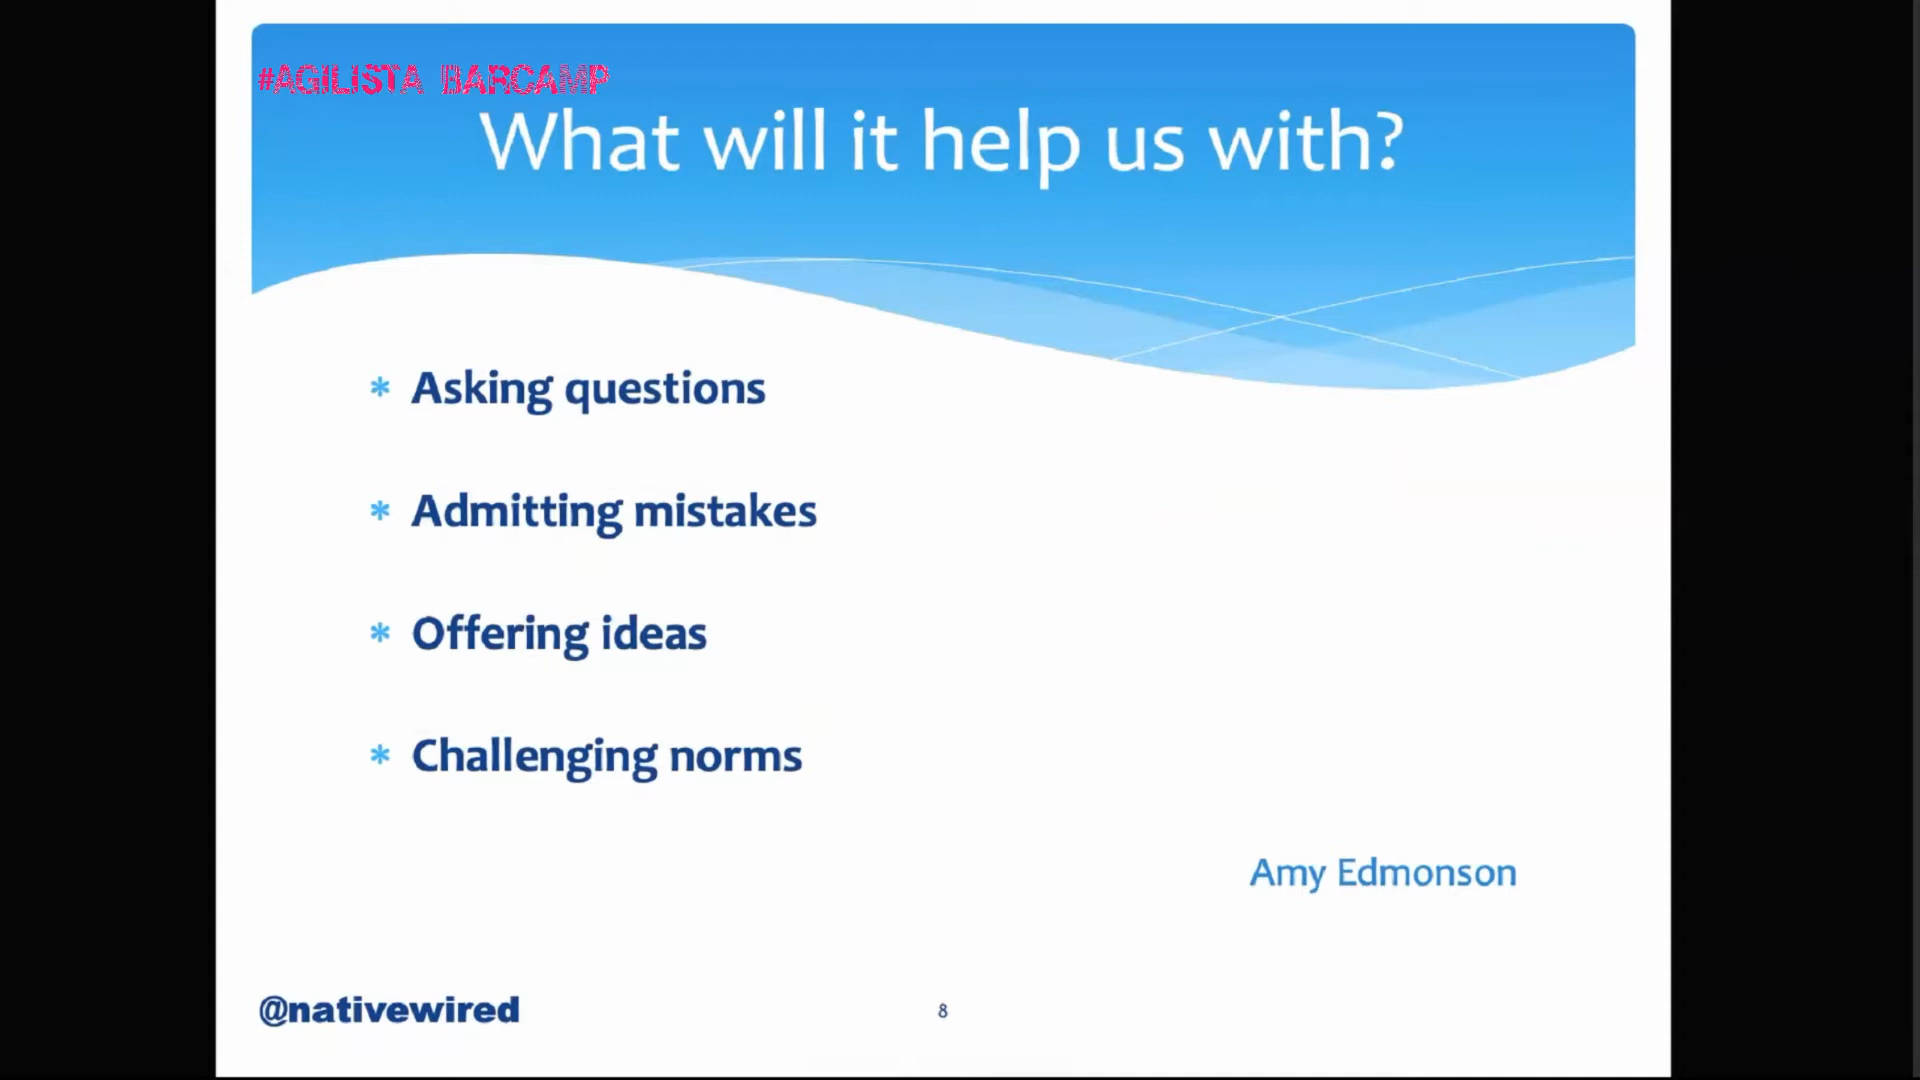 #AGILISTA BARCAMP
What will it help us with?
* Asking questions
* Admitting mistakes
* Offering ideas
* Challenging norms
Amy Edmonson
@nativewired
8